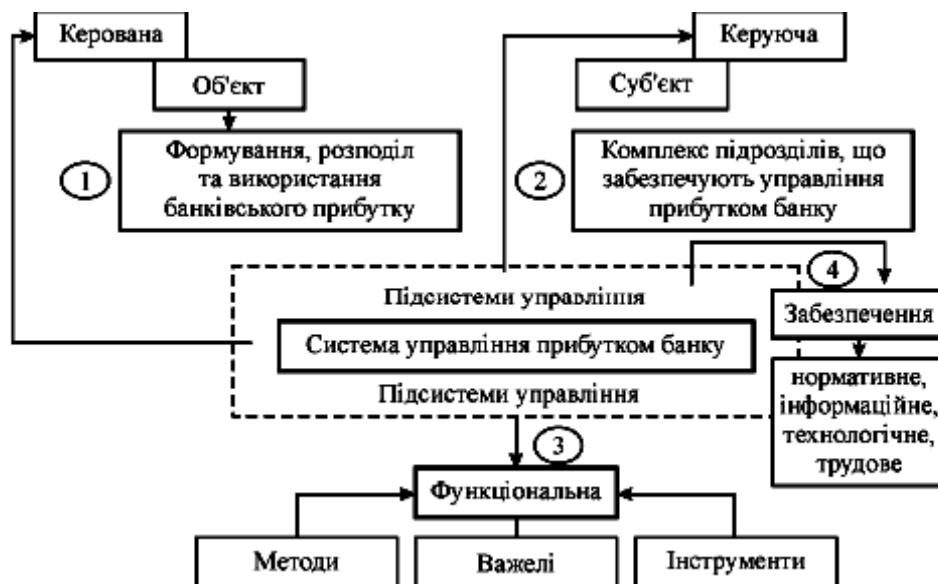 Керована
Керуюча
Об'єкт
Суб'єкт
1
Формування, розподіл
та використання
банківського прибутку
2
Комплекс підрозділів, що
забезпечують управління
прибутком банку
4
Підсистеми управління
Забезпечення
Система управління прибутком банку
Підсистеми управління
нормативне,
інформаційне,
технологічне,
трудове
3
Функціональна
Методи
Важелі
Інструменти